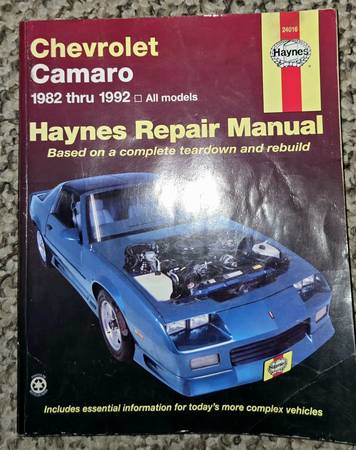 24016
Haynes
Chevrolet
Camaro
1982 thru 1992 □ All models
Haynes Repair Manual
Based on a complete teardown and rebuild
Haynes
Includes essential information for today's more complex vehicles